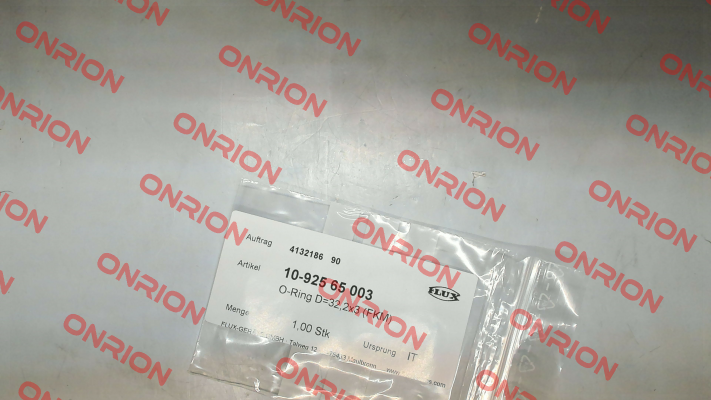 ONRION
Auftrag 4132186 90
Artikel 10-925 65 003
FLUX
O-Ring D=32,2x3 (FKM)
Menge 1,00 Stk
Ursprung IT